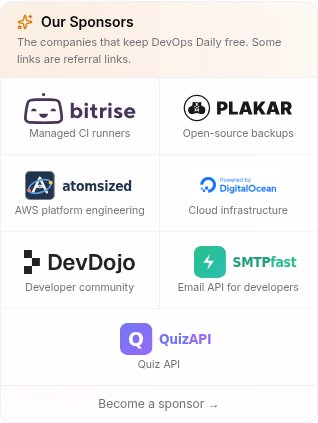 Our Sponsors
The companies that keep DevOps Daily free. Some
links are referral links.
bitrise
Managed CI runners
PLAKAR
Open-source backups
atomsized
AWS platform engineering
Powered by
DigitalOcean
Cloud infrastructure
DevDojo
Developer community
SMTPfast
Email API for developers
Q QuizAPI
Quiz API
Become a sponsor →